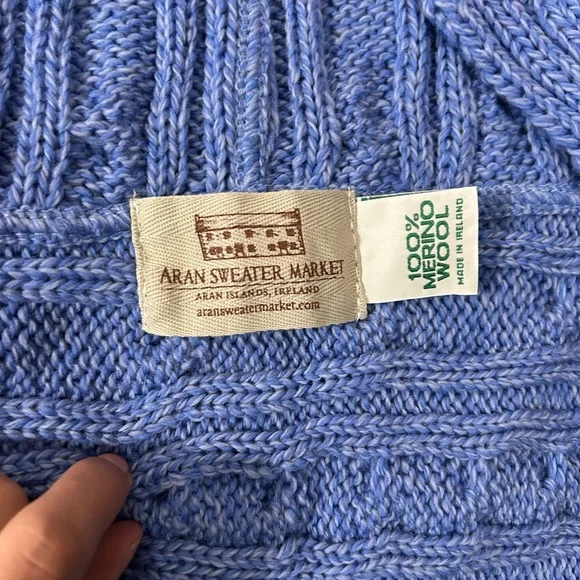 ARAN SWEATER MARKET
ARAN ISLANDS, IRELAND
aransweatermarket.com
100%
MERINO
WOOL
MADE IN IRELAND